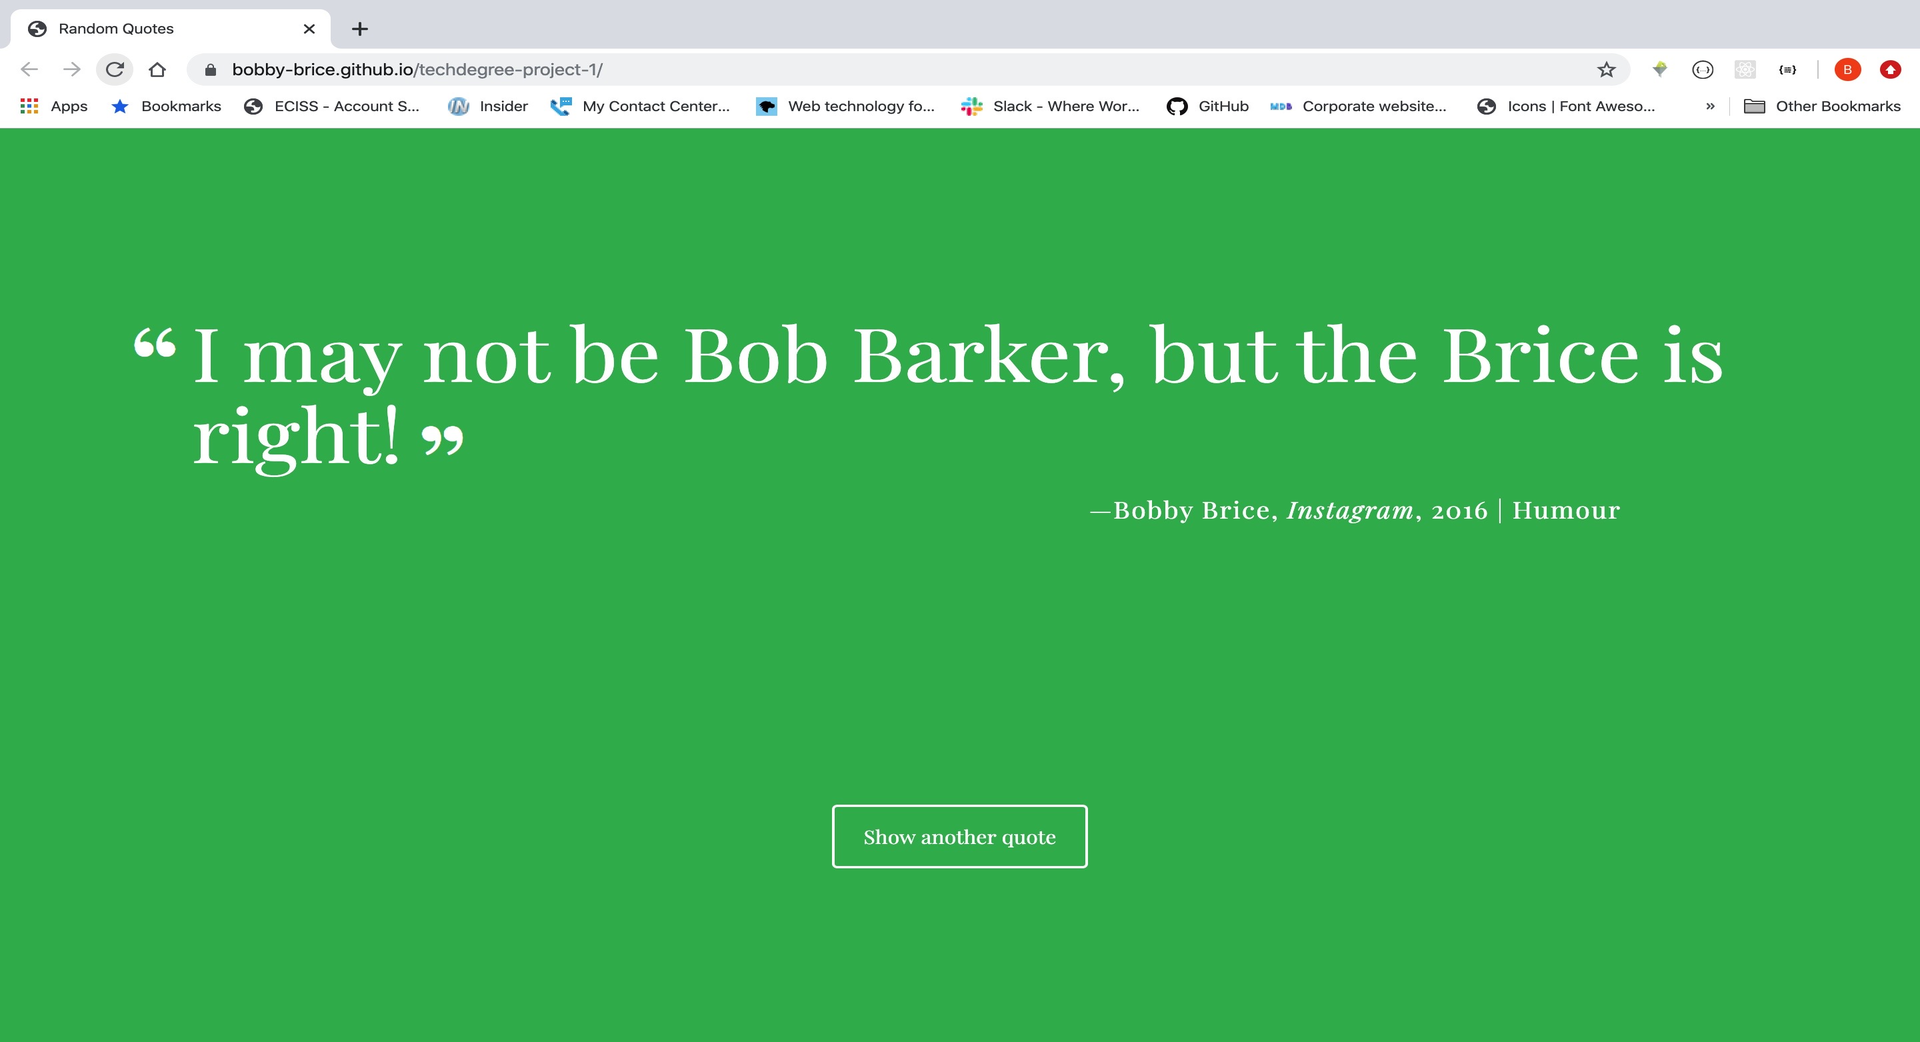 Random Quotes
bobby-brice.github.io/techdegree-project-1/
B
Apps Bookmarks ECISS - Account S... Insider My Contact Center... Web technology fo... Slack - Where Wor... GitHub MDB Corporate website... Icons | Font Aweso... » Other Bookmarks
“ I may not be Bob Barker, but the Brice is
right! ”
—Bobby Brice, Instagram, 2016 | Humour
Show another quote